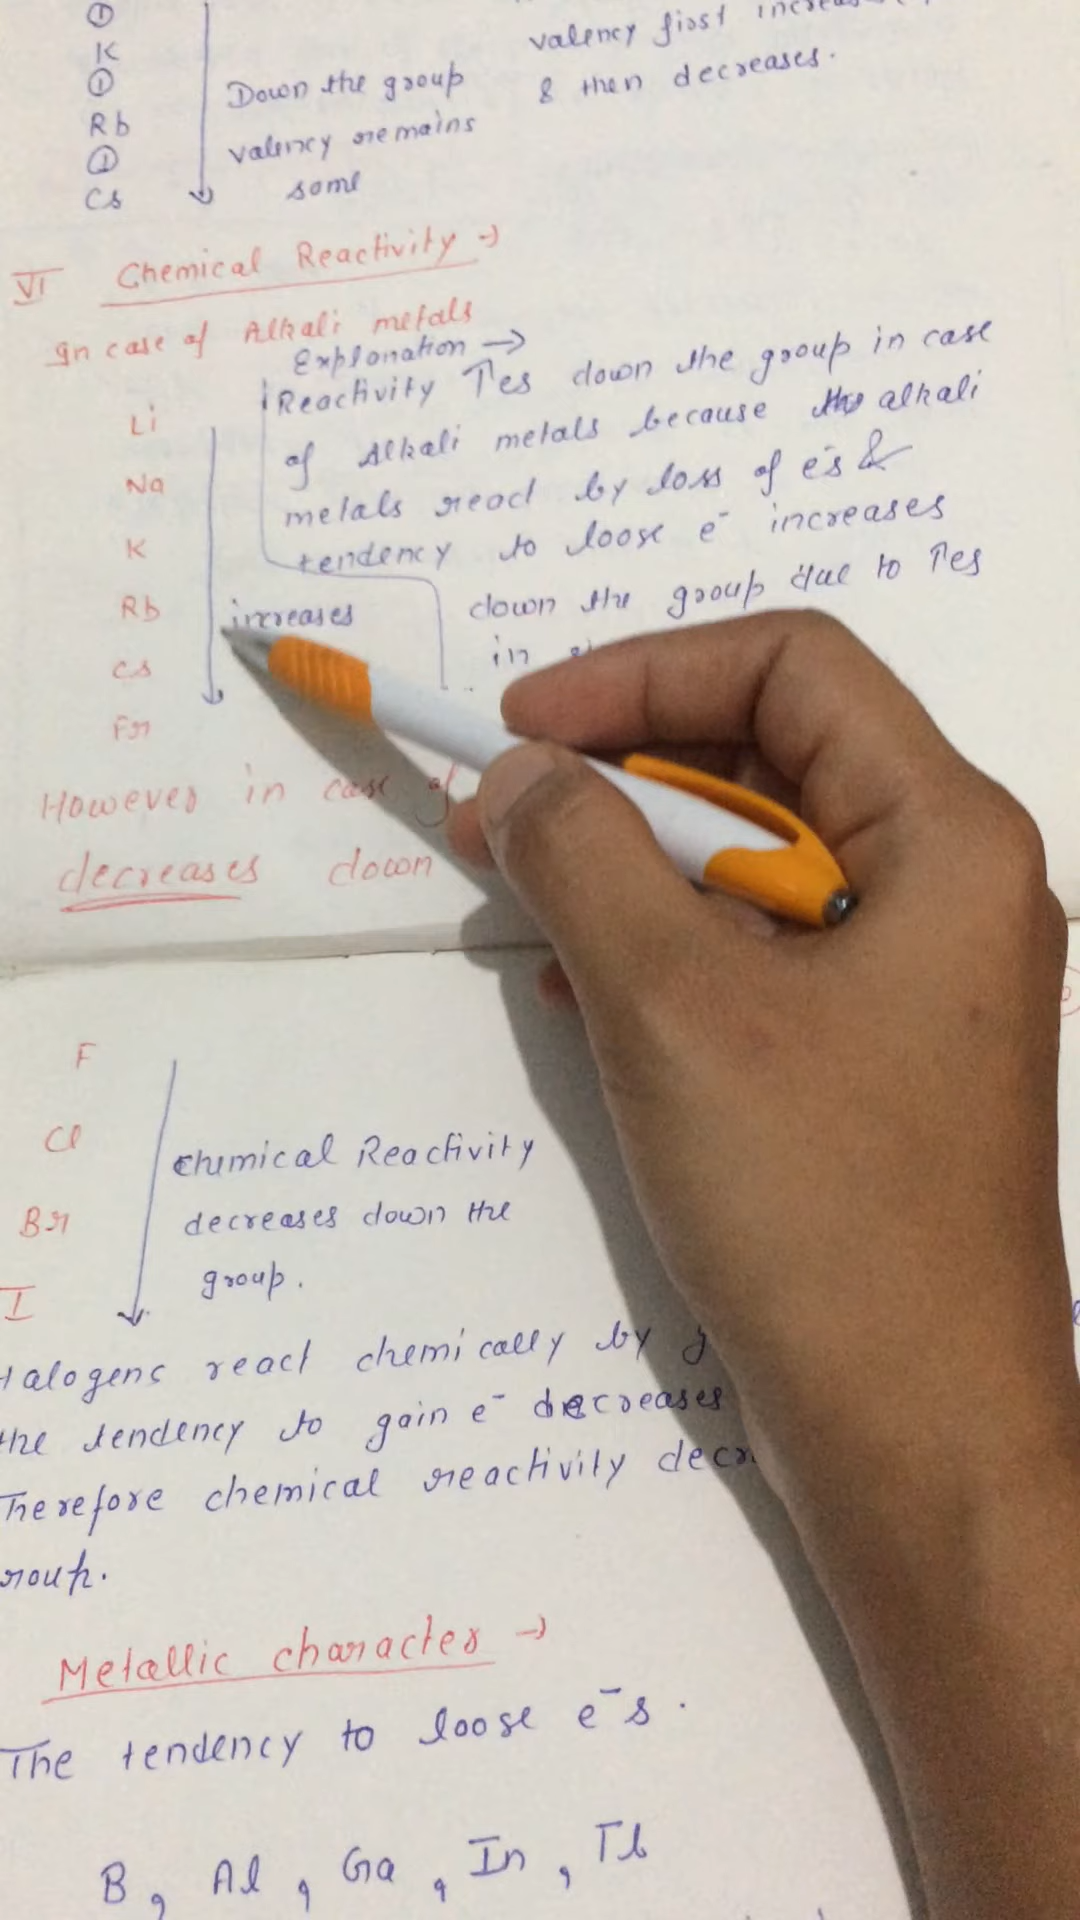 ①
K
①
Rb
①
Cs
Down the group
valency remains
same
valency first
& then decreases.
VI Chemical Reactivity →
In case of Alkali metals
Explanation →
Reactivity ↑es down the group in case
of Alkali metals because the alkali
metals react by loss of e⁻s &
tendency to loose e⁻ increases
down the group due to ↑es
in
Li
Na
K
Rb
Cs
Fr
increases
However in case of
decreases down
F
Cl
Br
I
Chemical Reactivity
decreases down the
group.
Halogens react chemically by
the tendency to gain e⁻ decreases
Therefore chemical reactivity
group.
Metallic character →
The tendency to loose e⁻s.
B, Al, Ga, In, Tl